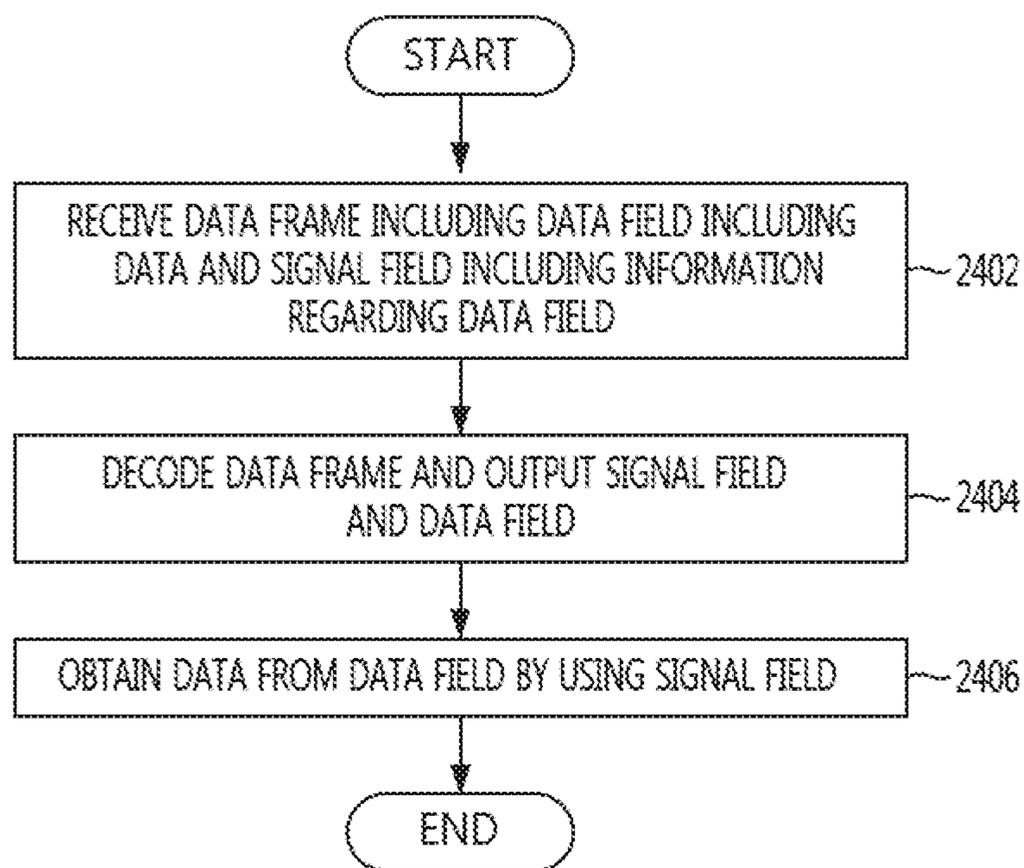 START
RECEIVE DATA FRAME INCLUDING DATA FIELD INCLUDING
DATA AND SIGNAL FIELD INCLUDING INFORMATION
REGARDING DATA FIELD
2402
DECODE DATA FRAME AND OUTPUT SIGNAL FIELD
AND DATA FIELD
2404
OBTAIN DATA FROM DATA FIELD BY USING SIGNAL FIELD
2406
END